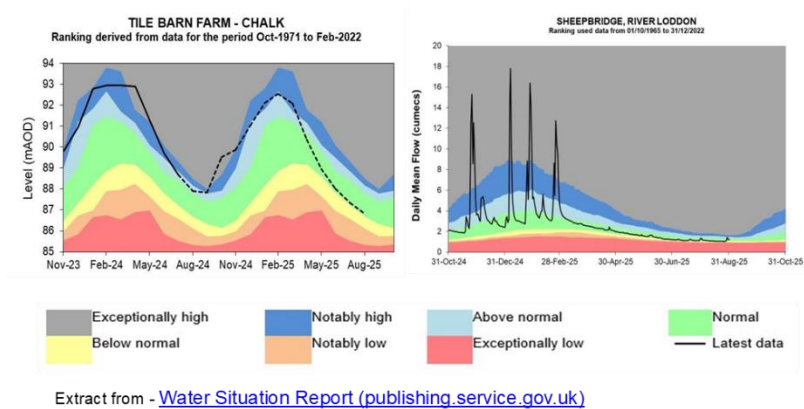 TILE BARN FARM - CHALK
Ranking derived from data for the period Oct-1971 to Feb-2022
Level (mAOD)
94
93
92
91
90
89
88
87
86
85
Nov-23 Feb-24 May-24 Aug-24 Nov-24 Feb-25 May-25 Aug-25
SHEEPBRIDGE, RIVER LODDON
Ranking used data from 01/10/1965 to 31/12/2022
Daily Mean Flow (cumecs)
20
18
16
14
12
10
8
6
4
2
0
31-Oct-24 31-Dec-24 28-Feb-25 30-Apr-25 30-Jun-25 31-Aug-25 31-Oct-25
Exceptionally high Notably high Above normal Normal
Below normal Notably low Exceptionally low Latest data
Extract from - Water Situation Report (publishing.service.gov.uk)